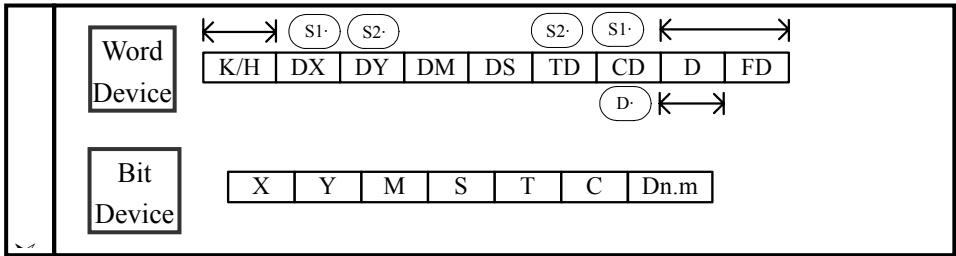 S1· S2· S2· S1·
Word
Device
K/H DX DY DM DS TD CD D FD
D·
Bit
Device
X Y M S T C Dn.m